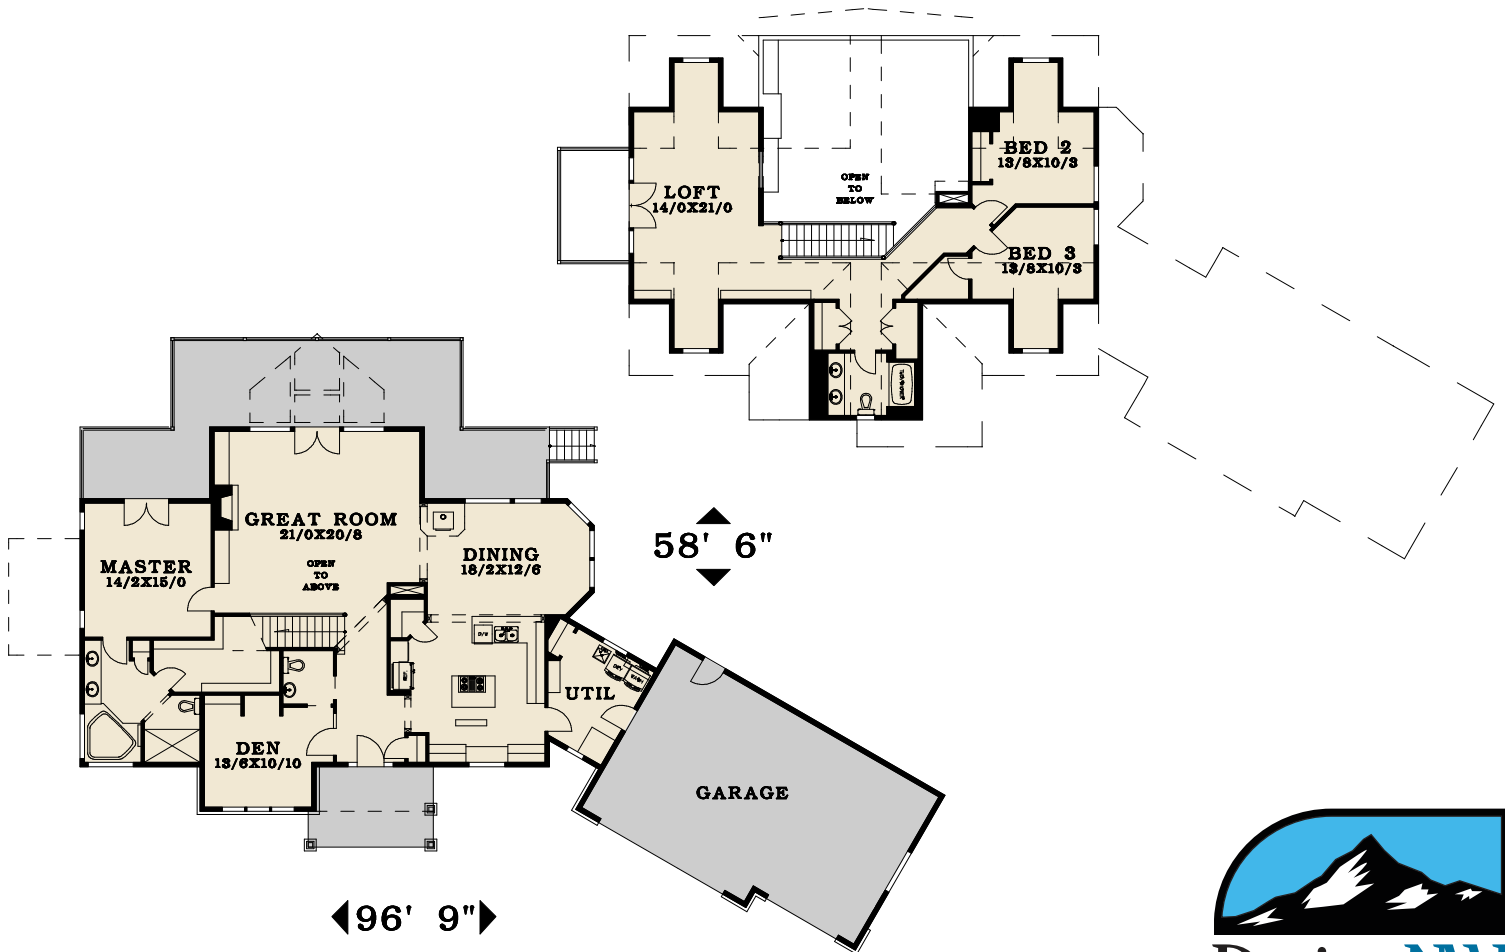 OPEN
TO
BELOW
BED 2
13/8X10/3
LOFT
14/0X21/0
BED 3
13/8X10/3
GREAT ROOM
21/0X20/8
OPEN
TO
ABOVE
MASTER
14/2X15/0
DINING
18/2X12/6
58' 6"
D/W
UTIL
DEN
13/6X10/10
GARAGE
96' 9"